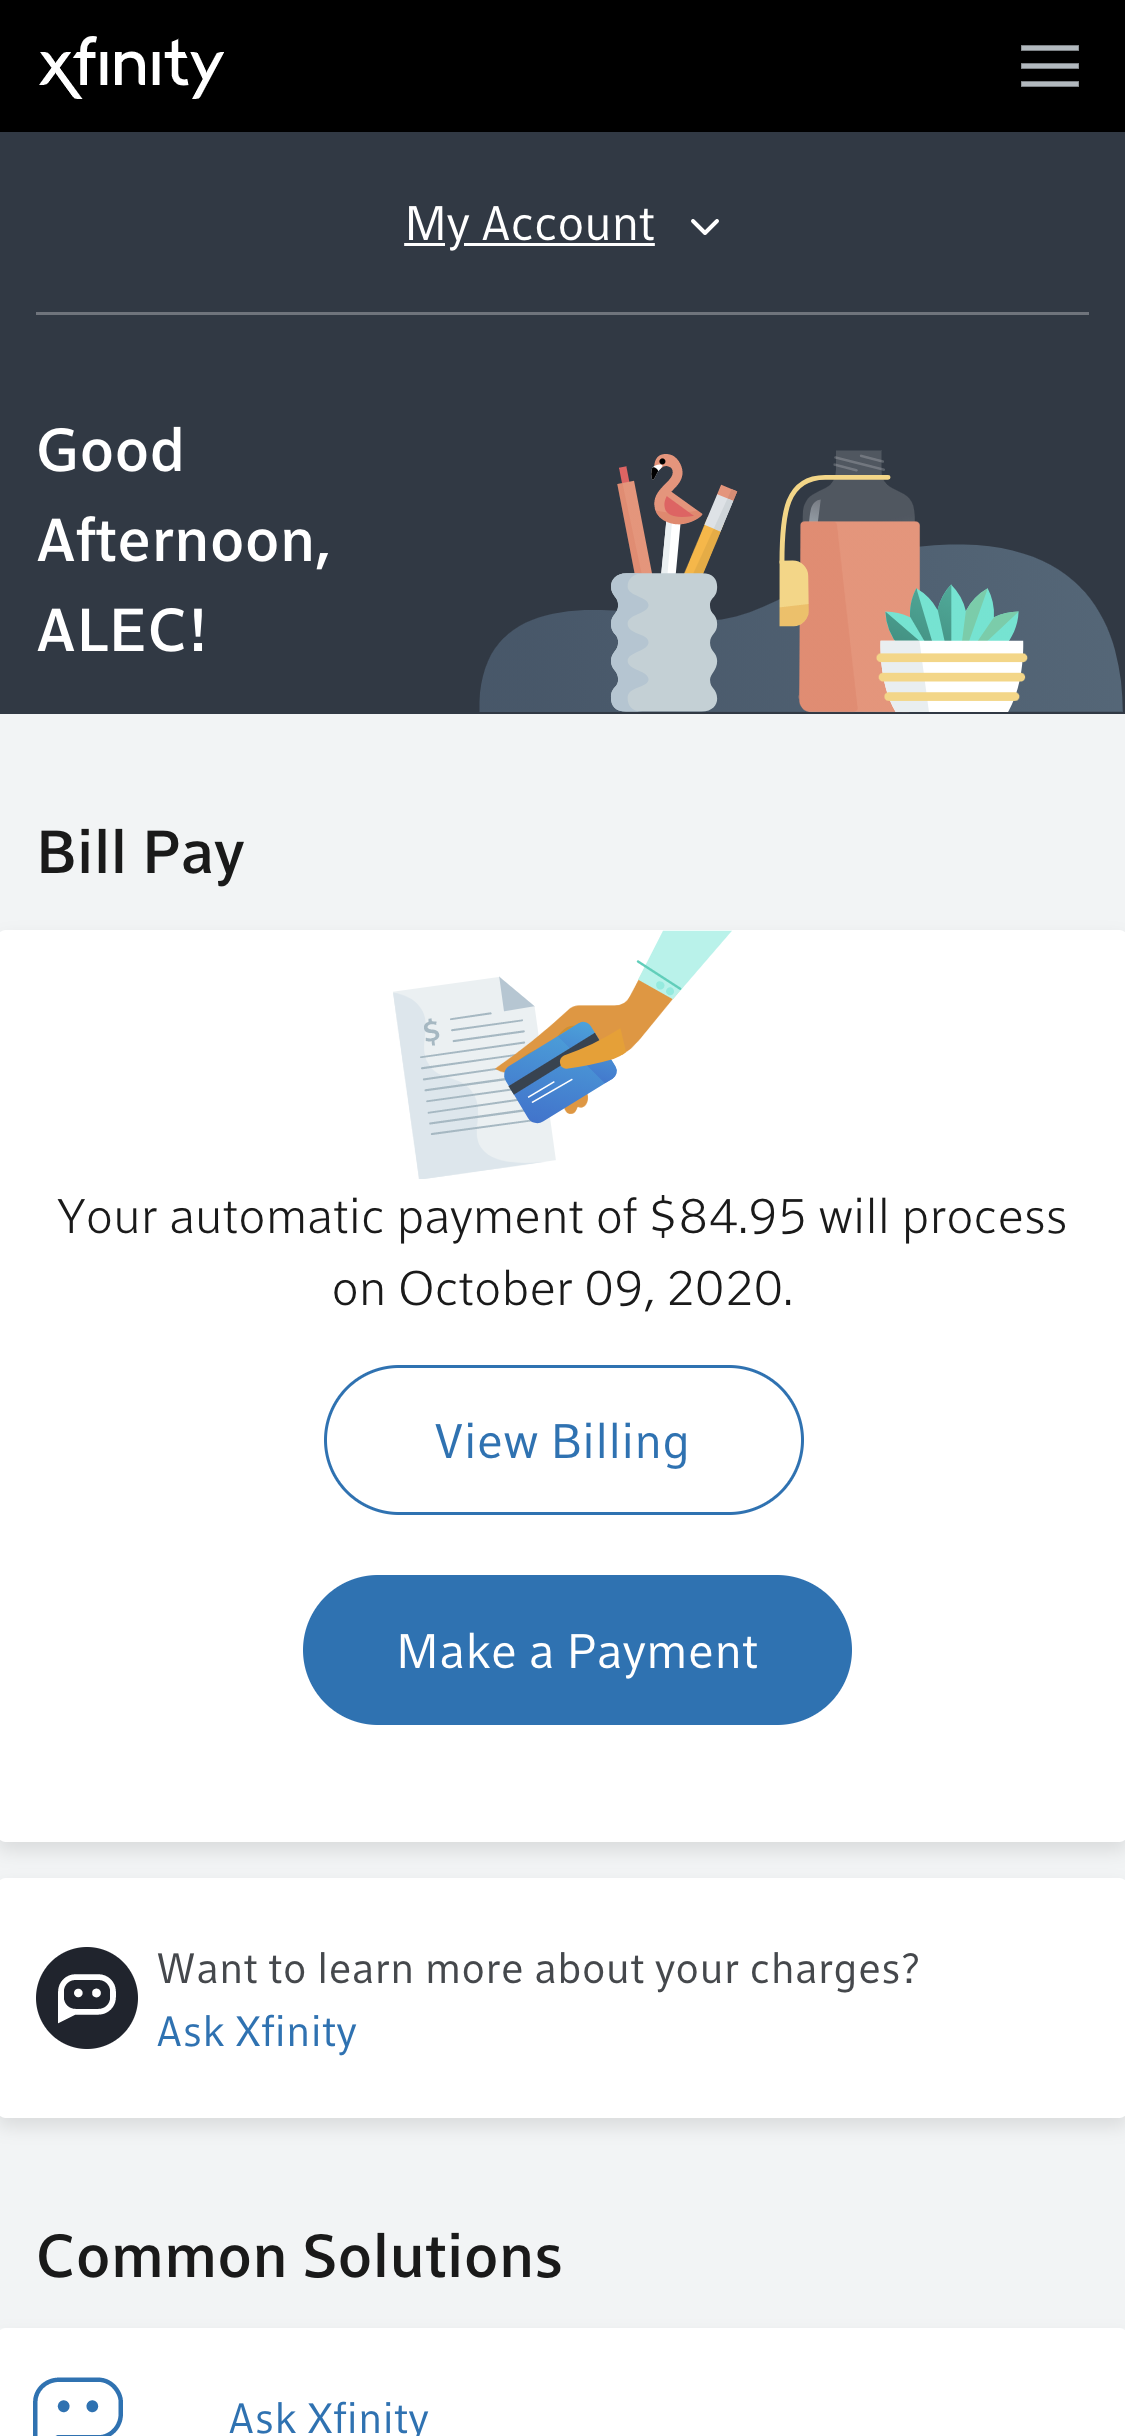 xfinity
My Account
Good
Afternoon,
ALEC!
Bill Pay
$
Your automatic payment of $84.95 will process
on October 09, 2020.
View Billing
Make a Payment
Want to learn more about your charges?
Ask Xfinity
Common Solutions
Ask Xfinity